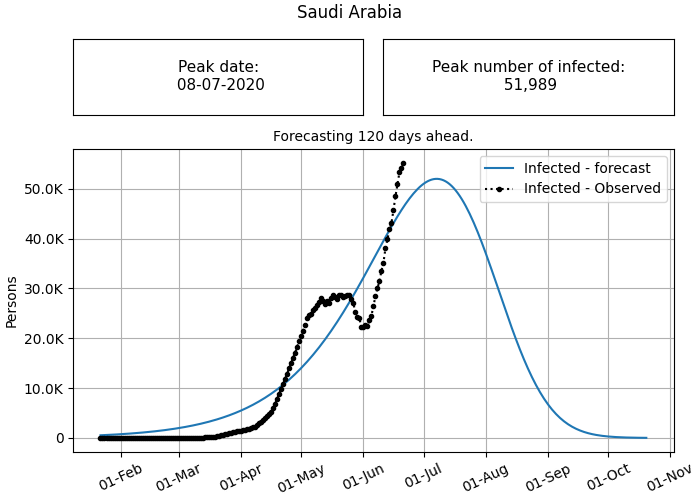 Saudi Arabia
Peak date:
08-07-2020
Peak number of infected:
51,989
Forecasting 120 days ahead.
Infected - forecast
Infected - Observed
Persons
50.0K
40.0K
30.0K
20.0K
10.0K
0
01-Feb
01-Mar
01-Apr
01-May
01-Jun
01-Jul
01-Aug
01-Sep
01-Oct
01-Nov